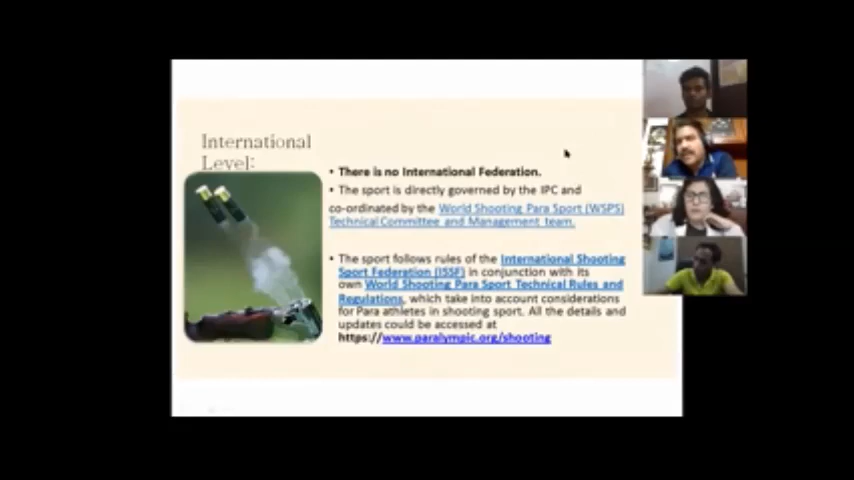 International
Level:
• There is no International Federation.
• The sport is directly governed by the IPC and
co-ordinated by the World Shooting Para Sport (WSPS)
Technical Committee and Management team.
• The sport follows rules of the International Shooting
Sport Federation (ISSF) in conjunction with its
own World Shooting Para Sport Technical Rules and
Regulations, which take into account considerations
for Para athletes in shooting sport. All the details and
updates could be accessed at
https://www.paralympic.org/shooting